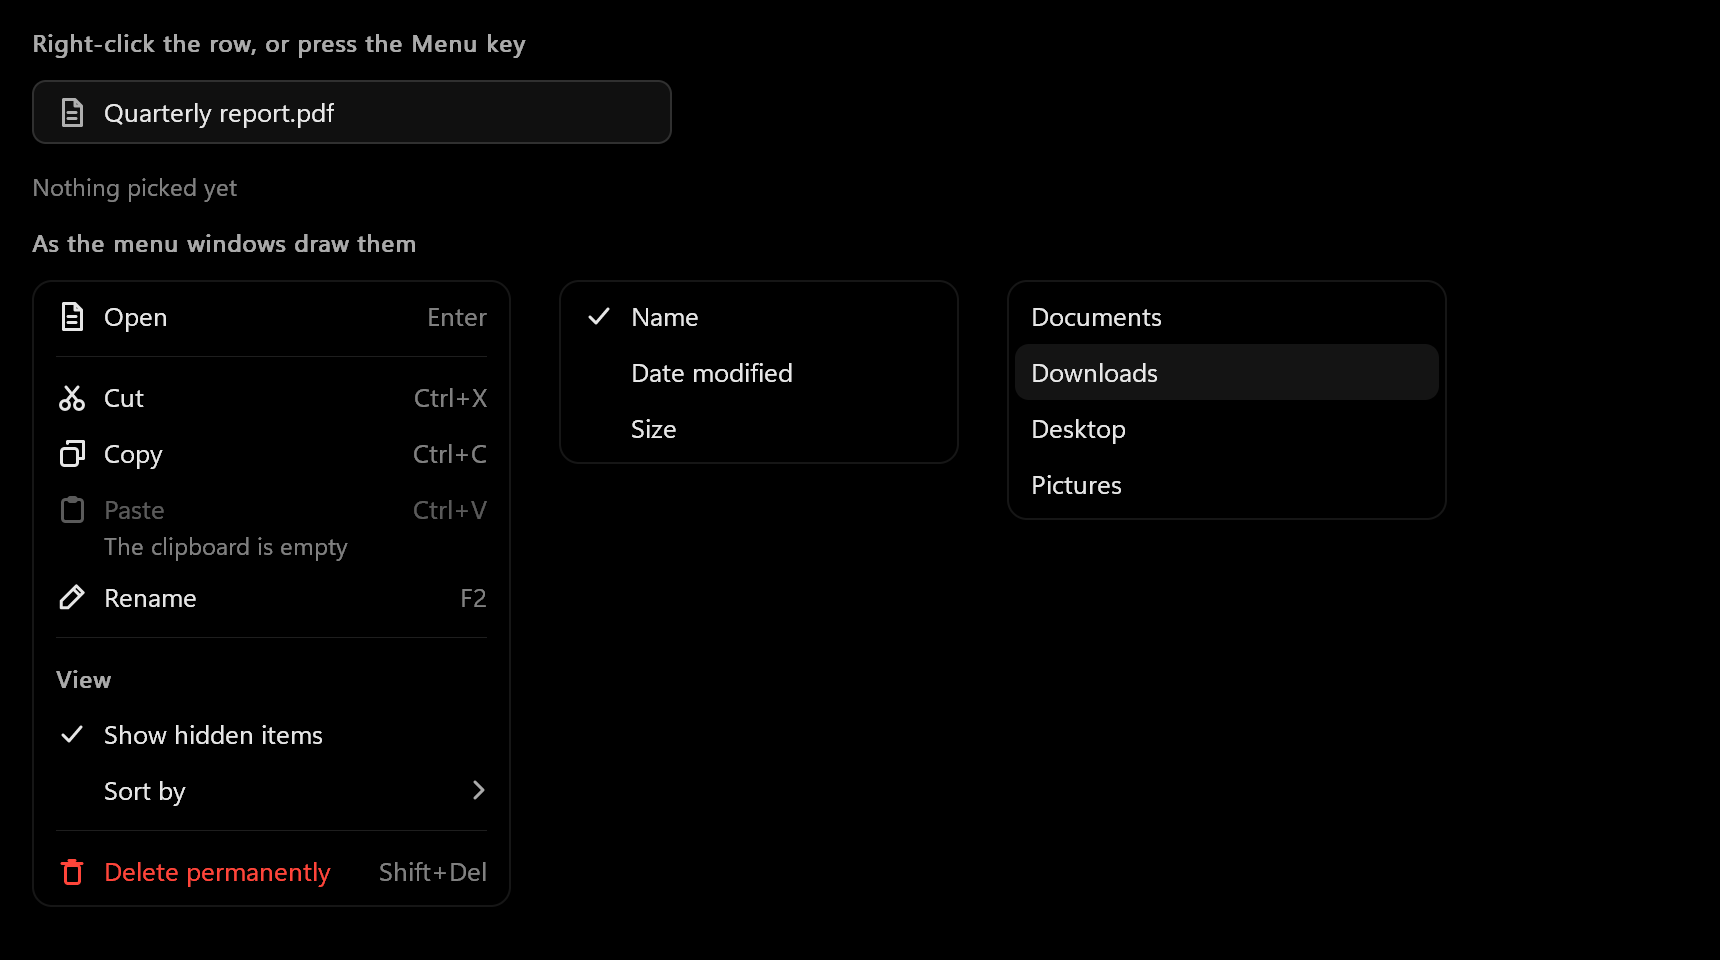 Right-click the row, or press the Menu key
Quarterly report.pdf
Nothing picked yet
As the menu windows draw them
Open Enter
Cut Ctrl+X
Copy Ctrl+C
Paste Ctrl+V
The clipboard is empty
Rename F2
View
Show hidden items
Sort by
Delete permanently Shift+Del
Name
Date modified
Size
Documents
Downloads
Desktop
Pictures